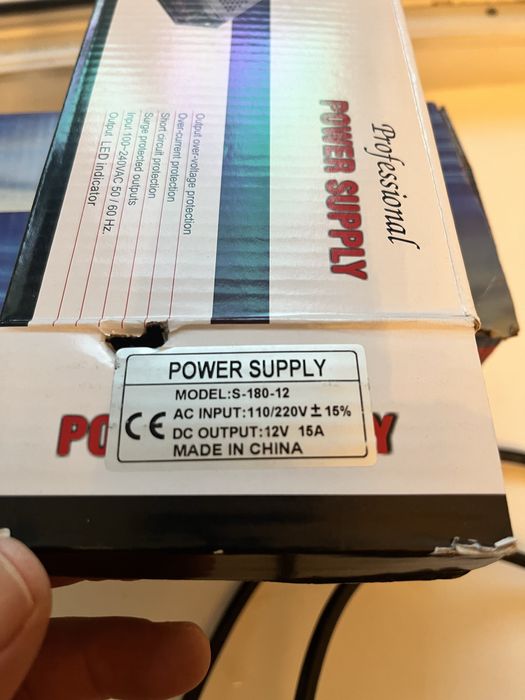 Professional
POWER SUPPLY
Output over-voltage protection
Over-current protection
Short circuit protection
Surge protected outputs
Input 100~240VAC 50 / 60 Hz.
Output LED indicator
POWER SUPPLY
MODEL:S-180-12
AC INPUT:110/220V ± 15%
DC OUTPUT:12V 15A
MADE IN CHINA
CE
PO
Y